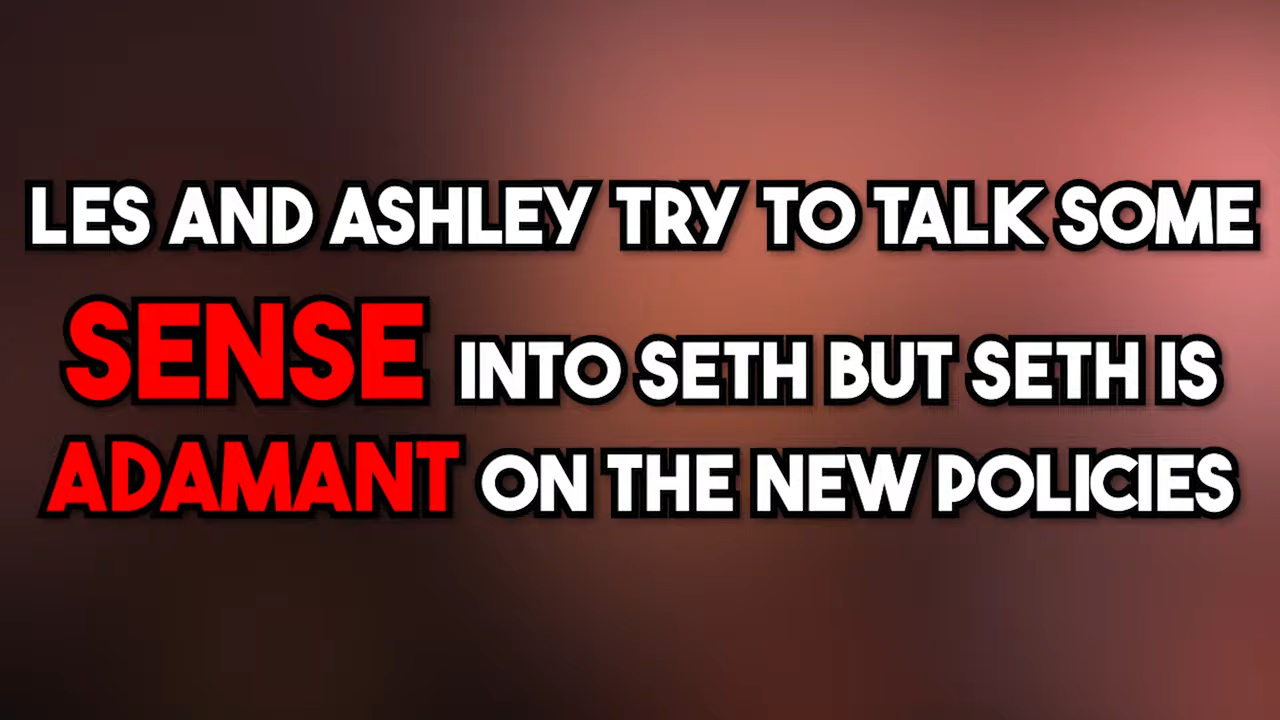 LES AND ASHLEY TRY TO TALK SOME
SENSE INTO SETH BUT SETH IS
ADAMANT ON THE NEW POLICIES